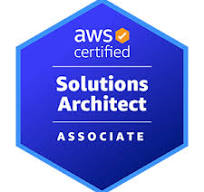 aws
certified
Solutions
Architect
ASSOCIATE